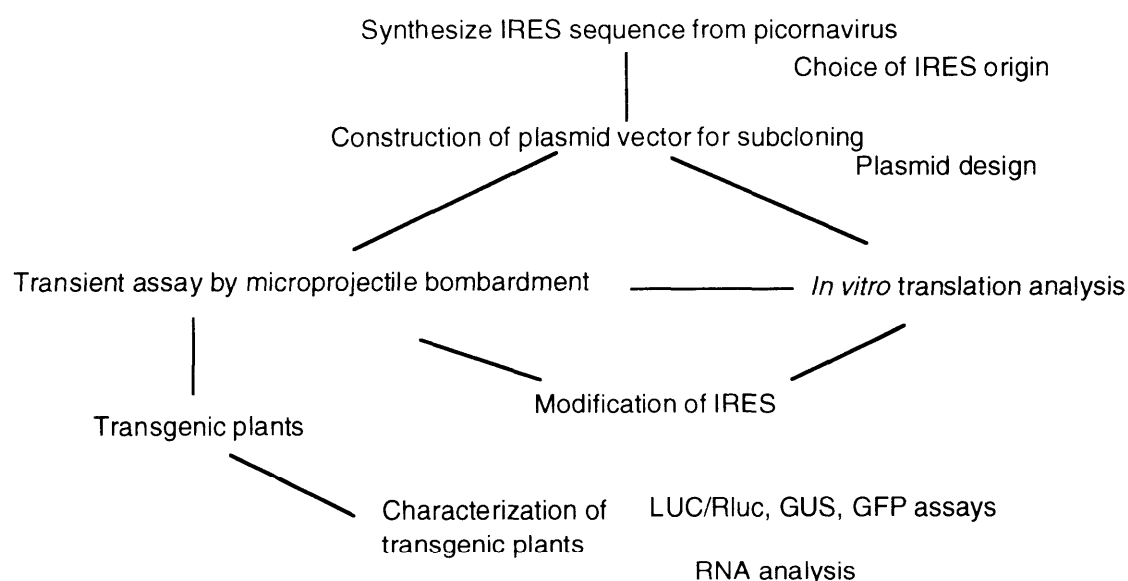 Synthesize IRES sequence from picornavirus
Choice of IRES origin
Construction of plasmid vector for subcloning
Plasmid design
Transient assay by microprojectile bombardment
In vitro translation analysis
Modification of IRES
Transgenic plants
Characterization of
transgenic plants
LUC/Rluc, GUS, GFP assays
RNA analysis